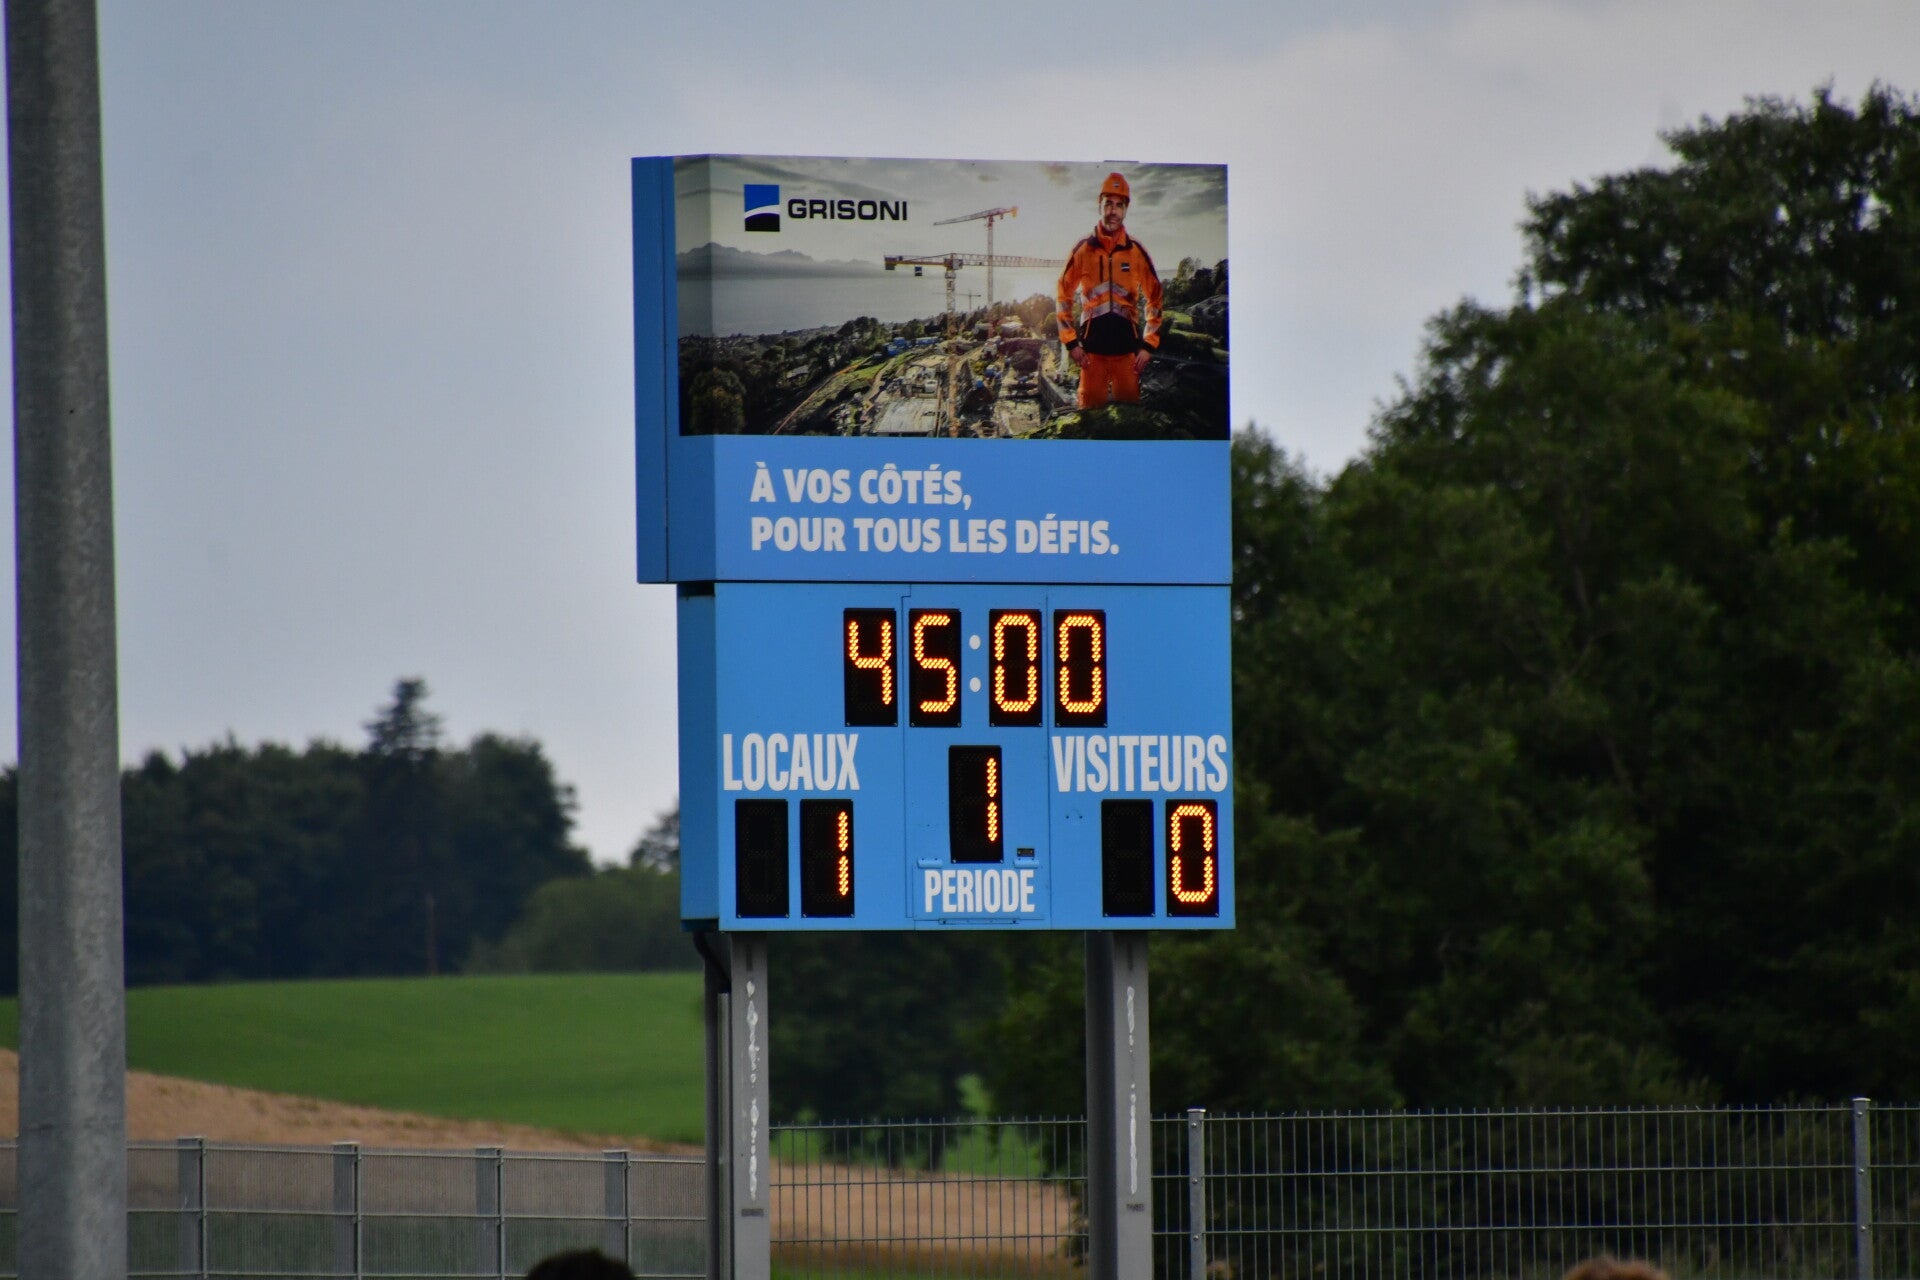 GRISONI
À VOS CÔTÉS,
POUR TOUS LES DÉFIS.
45:00
LOCAUX
VISITEURS
1
1
0
PERIODE